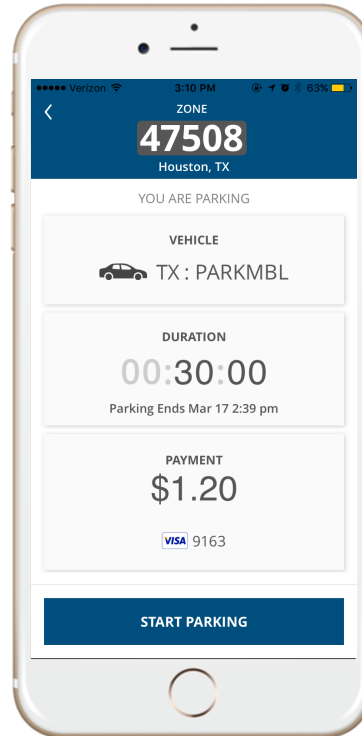 Verizon 3:10 PM 63%
ZONE
47508
Houston, TX
YOU ARE PARKING
VEHICLE
TX : PARKMBL
DURATION
00:30:00
Parking Ends Mar 17 2:39 pm
PAYMENT
$1.20
VISA 9163
START PARKING